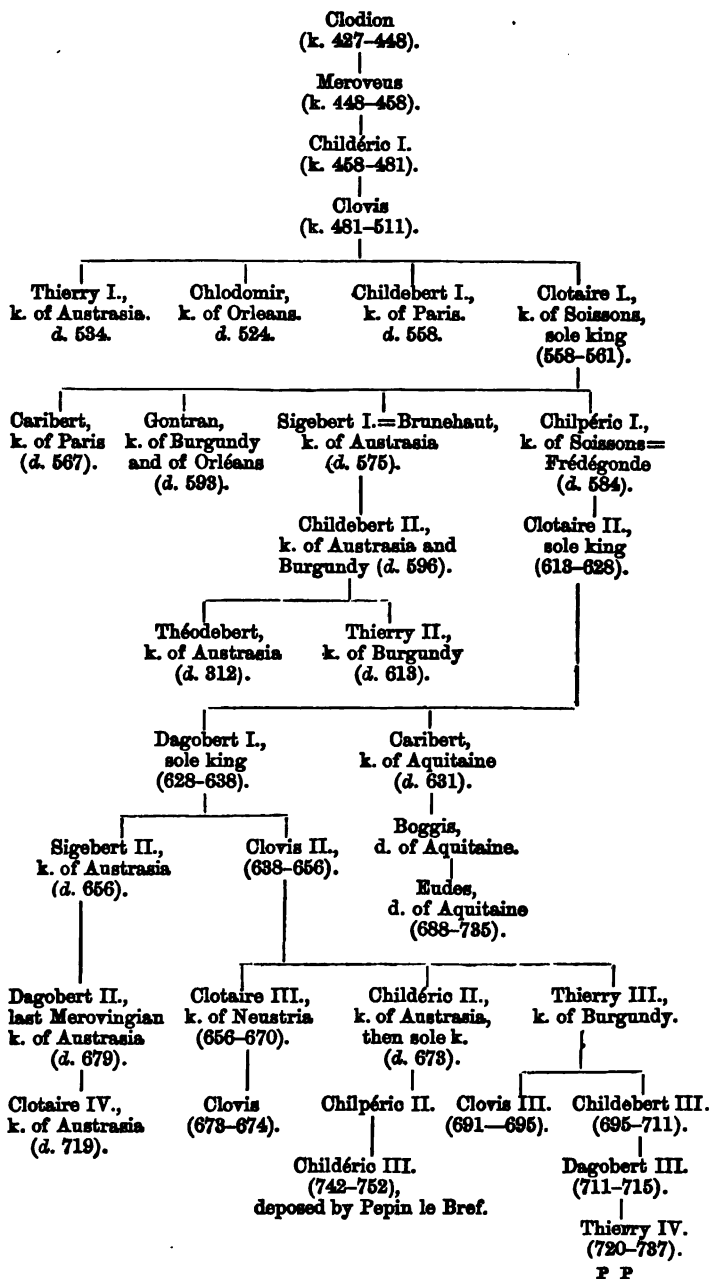 Clodion
(k. 427–448).
Meroveus
(k. 448–458).
Childéric I.
(k. 458–481).
Clovis
(k. 481–511).
Thierry I.,
k. of Austrasia.
d. 534.
Chlodomir,
k. of Orleans.
d. 524.
Childebert I.,
k. of Paris.
d. 558.
Clotaire I.,
k. of Soissons,
sole king
(558–561).
Caribert,
k. of Paris
(d. 567).
Gontran,
k. of Burgundy
and of Orléans
(d. 593).
Sigebert I.=Brunehaut,
k. of Austrasia
(d. 575).
Chilpéric I.,
k. of Soissons=
Frédégonde
(d. 584).
Childebert II.,
k. of Austrasia and
Burgundy (d. 596).
Clotaire II.,
sole king
(613–628).
Théodebert,
k. of Austrasia
(d. 312).
Thierry II.,
k. of Burgundy
(d. 613).
Dagobert I.,
sole king
(628–638).
Caribert,
k. of Aquitaine
(d. 631).
Boggis,
d. of Aquitaine.
Eudes,
d. of Aquitaine
(688–735).
Sigebert II.,
k. of Austrasia
(d. 656).
Clovis II.,
(638–656).
Dagobert II.,
last Merovingian
k. of Austrasia
(d. 679).
Clotaire III.,
k. of Neustria
(656–670).
Childéric II.,
k. of Austrasia,
then sole k.
(d. 673).
Thierry III.,
k. of Burgundy.
Clotaire IV.,
k. of Austrasia
(d. 719).
Clovis
(673–674).
Chilpéric II.
Clovis III.
(691—695).
Childebert III.
(695–711).
Childéric III.
(742–752),
deposed by Pepin le Bref.
Dagobert III.
(711–715).
Thierry IV.
(720–737).
P P